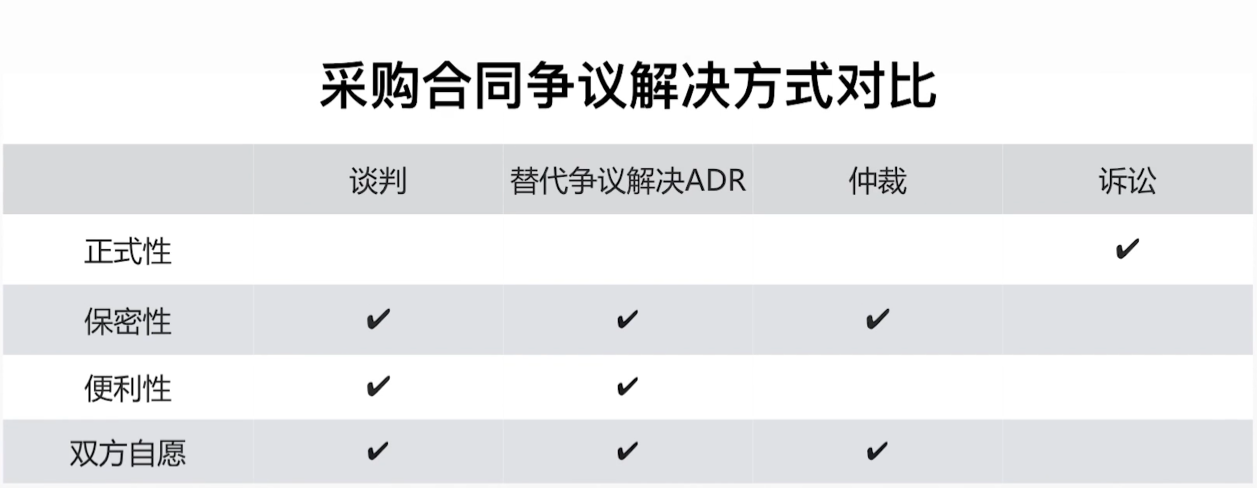 采购合同争议解决方式对比
谈判 替代争议解决ADR 仲裁 诉讼
正式性 ✔
保密性 ✔ ✔ ✔
便利性 ✔ ✔
双方自愿 ✔ ✔ ✔